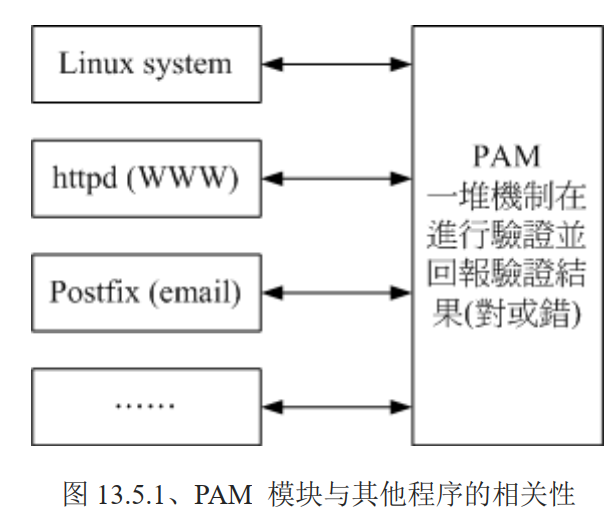 Linux system
httpd (WWW)
Postfix (email)
……
PAM
一堆機制在
進行驗證並
回報驗證結
果(對或錯)
图 13.5.1、PAM 模块与其他程序的相关性